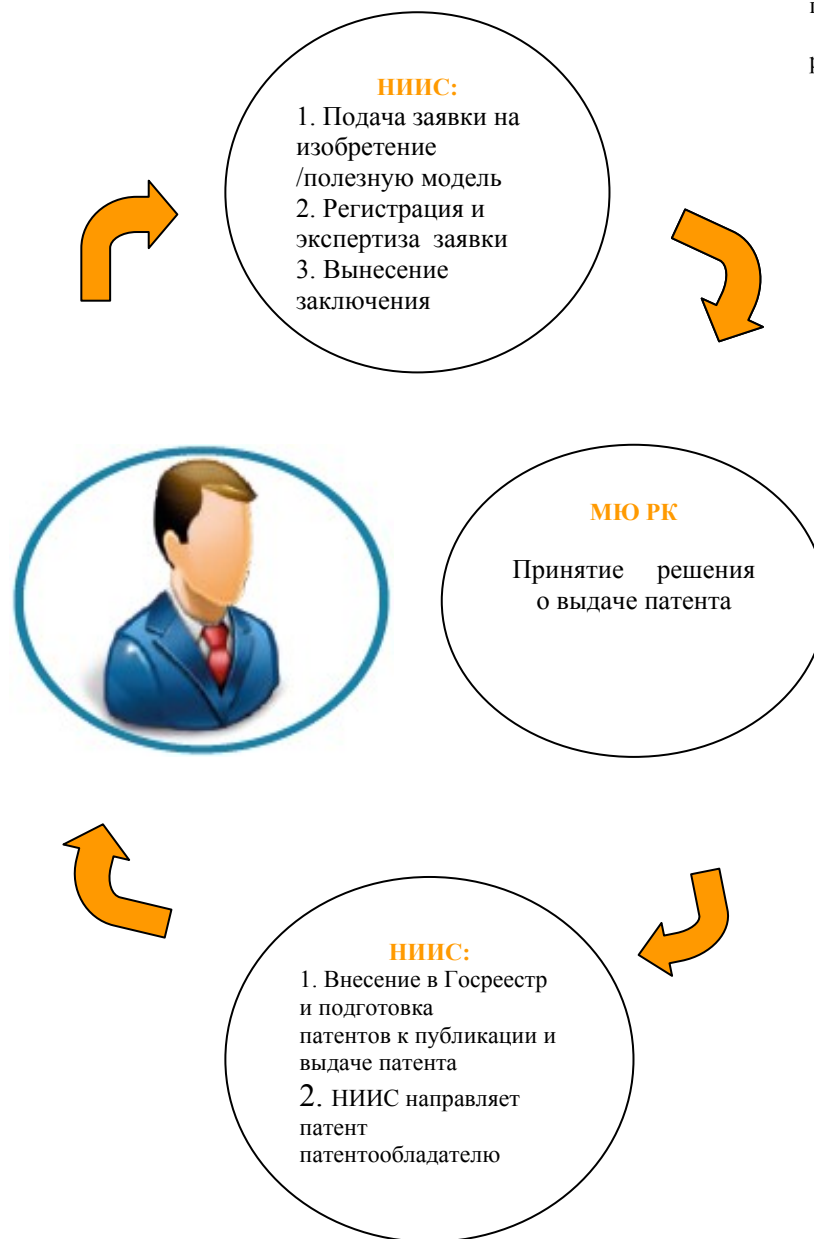 НИИС:
1. Подача заявки на
изобретение
/полезную модель
2. Регистрация и
экспертиза заявки
3. Вынесение
заключения
МЮ РК
Принятие решения
о выдаче патента
НИИС:
1. Внесение в Госреестр
и подготовка
патентов к публикации и
выдаче патента
2. НИИС направляет
патент
патентообладателю